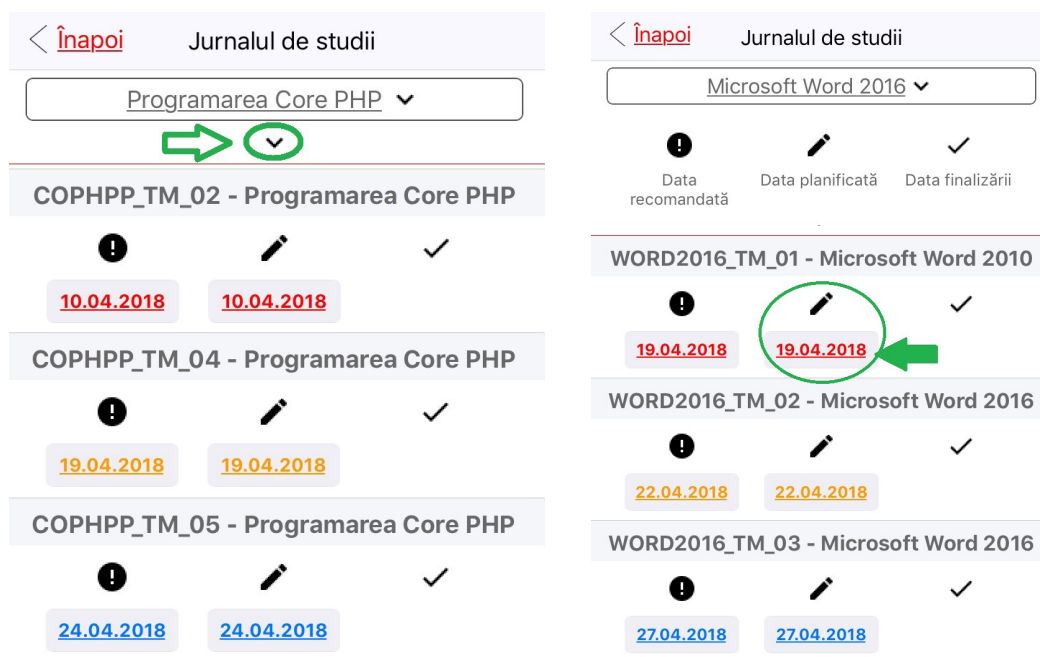 Înapoi Jurnalul de studii
Programarea Core PHP
COPHPP_TM_02 - Programarea Core PHP
10.04.2018 10.04.2018
COPHPP_TM_04 - Programarea Core PHP
19.04.2018 19.04.2018
COPHPP_TM_05 - Programarea Core PHP
24.04.2018 24.04.2018
Înapoi Jurnalul de studii
Microsoft Word 2016
Data recomandată
Data planificată
Data finalizării
WORD2016_TM_01 - Microsoft Word 2010
19.04.2018 19.04.2018
WORD2016_TM_02 - Microsoft Word 2016
22.04.2018 22.04.2018
WORD2016_TM_03 - Microsoft Word 2016
27.04.2018 27.04.2018